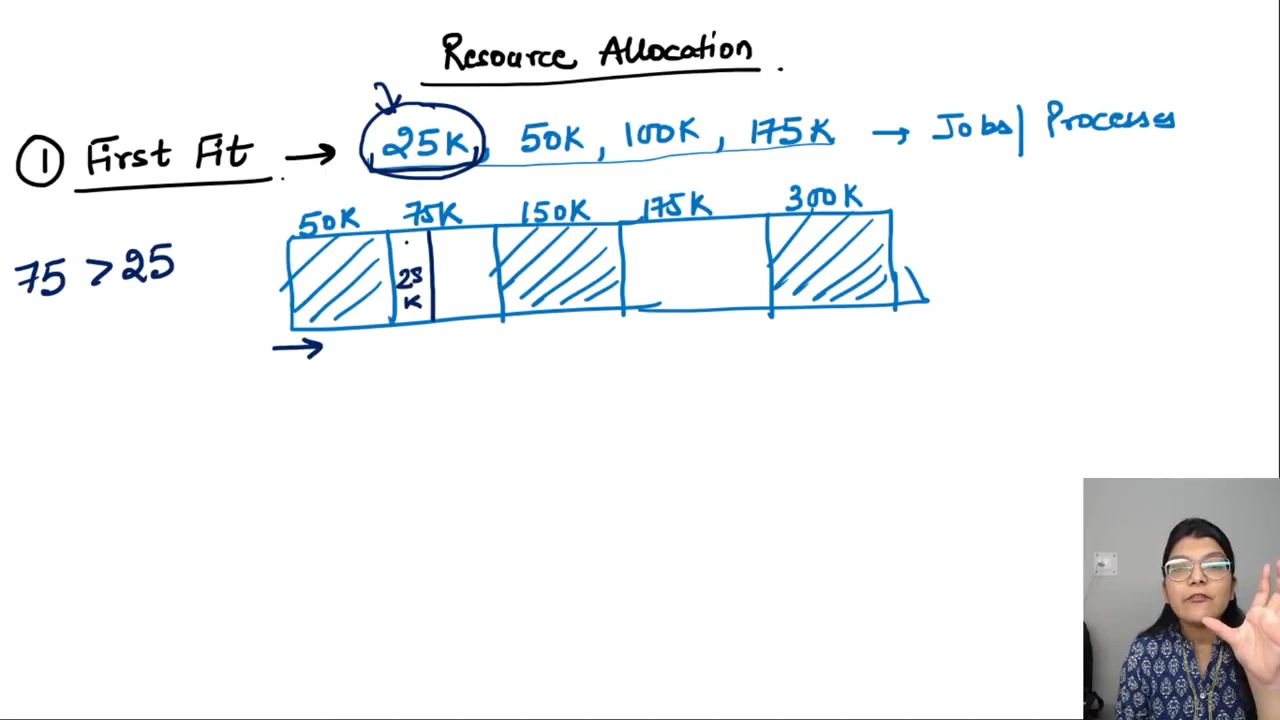 Resource Allocation.
① First Fit → 25K, 50K, 100K, 175K → Jobs| Processes
50K 75K 150K 175K 300K
75 > 25
25
K
→